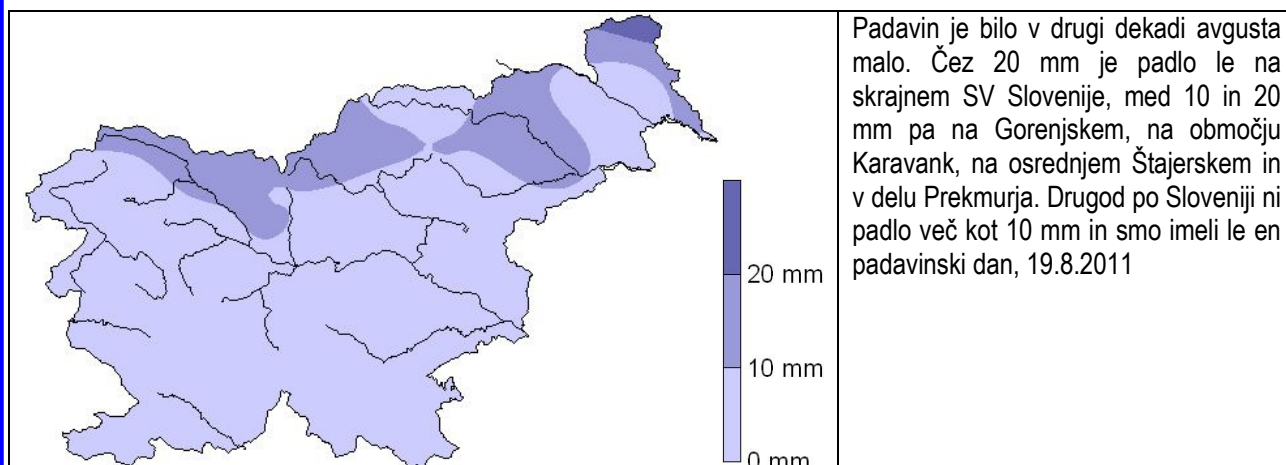 Padavin je bilo v drugi dekadi avgusta
malo. Čez 20 mm je padlo le na
skrajnem SV Slovenije, med 10 in 20
mm pa na Gorenjskem, na območju
Karavank, na osrednjem Štajerskem in
v delu Prekmurja. Drugod po Sloveniji ni
padlo več kot 10 mm in smo imeli le en
padavinski dan, 19.8.2011
20 mm
10 mm
0 mm